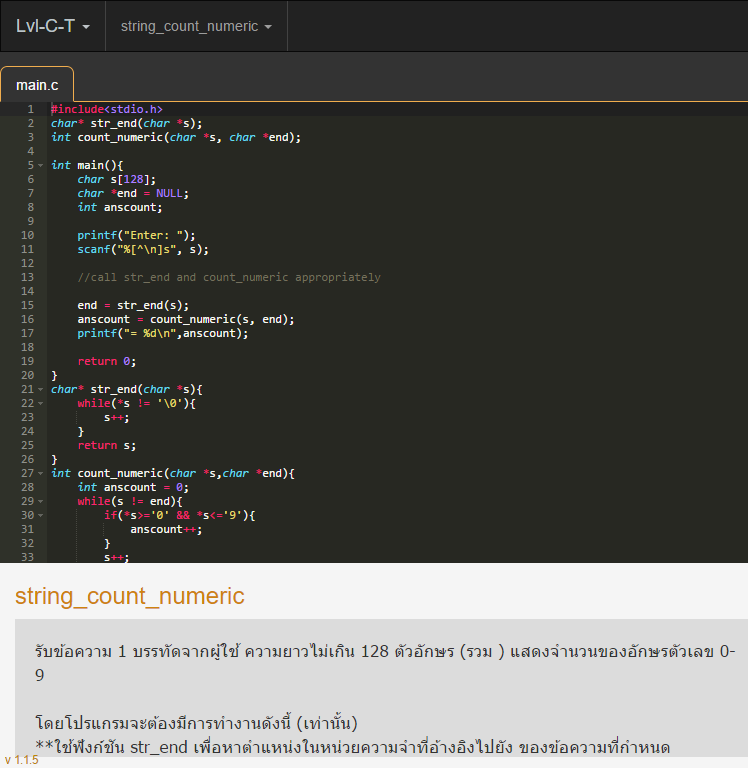 Lvl-C-T string_count_numeric
main.c
1 #include<stdio.h>
2 char* str_end(char *s);
3 int count_numeric(char *s, char *end);
4
5 int main(){
6 char s[128];
7 char *end = NULL;
8 int anscount;
9
10 printf("Enter: ");
11 scanf("%[^\n]s", s);
12
13 //call str_end and count_numeric appropriately
14
15 end = str_end(s);
16 anscount = count_numeric(s, end);
17 printf("= %d\n",anscount);
18
19 return 0;
20 }
21 char* str_end(char *s){
22 while(*s != '\0'){
23 s++;
24 }
25 return s;
26 }
27 int count_numeric(char *s,char *end){
28 int anscount = 0;
29 while(s != end){
30 if(*s>='0' && *s<='9'){
31 anscount++;
32 }
33 s++;
string_count_numeric
รับข้อความ 1 บรรทัดจากผู้ใช้ ความยาวไม่เกิน 128 ตัวอักษร (รวม ) แสดงจำนวนของอักษรตัวเลข 0-
9
โดยโปรแกรมจะต้องมีการทำงานดังนี้ (เท่านั้น)
**ใช้ฟังก์ชัน str_end เพื่อหาตำแหน่งในหน่วยความจำที่อ้างอิงไปยัง ของข้อความที่กำหนด
v 1.1.5